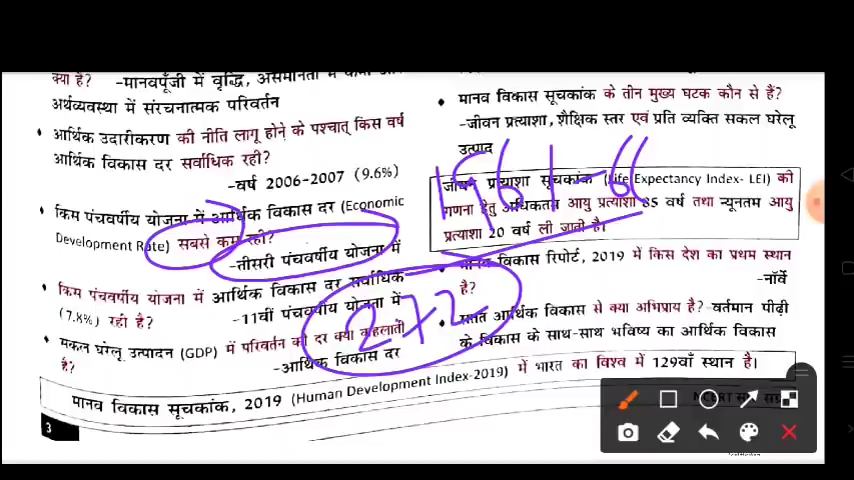 क्या है? –मानवपूँजी में वृद्धि, असमानता में कमी और
अर्थव्यवस्था में संरचनात्मक परिवर्तन
• आर्थिक उदारीकरण की नीति लागू होने के पश्चात् किस वर्ष
आर्थिक विकास दर सर्वाधिक रही?
–वर्ष 2006-2007 (9.6%)
• किस पंचवर्षीय योजना में आर्थिक विकास दर (Economic
Development Rate) सबसे कम रही?
–तीसरी पंचवर्षीय योजना में
• किस पंचवर्षीय योजना में आर्थिक विकास दर सर्वाधिक
(7.8%) रही है? –11वीं पंचवर्षीय योजना में
• सकल घरेलू उत्पादन (GDP) में परिवर्तन की दर क्या कहलाती
है? –आर्थिक विकास दर
• मानव विकास सूचकांक के तीन मुख्य घटक कौन से हैं?
–जीवन प्रत्याशा, शैक्षिक स्तर एवं प्रति व्यक्ति सकल घरेलू
उत्पाद
जीवन प्रत्याशा सूचकांक (Life Expectancy Index- LEI) की
गणना हेतु अधिकतम आयु प्रत्याशा 85 वर्ष तथा न्यूनतम आयु
प्रत्याशा 20 वर्ष ली जाती है।
1961-66
• मानव विकास रिपोर्ट, 2019 में किस देश का प्रथम स्थान
है? –नॉर्वे
272
• सतत आर्थिक विकास से क्या अभिप्राय है? –वर्तमान पीढ़ी
के विकास के साथ-साथ भविष्य का आर्थिक विकास
मानव विकास सूचकांक, 2019 (Human Development Index-2019) में भारत का विश्व में 129वाँ स्थान है।
3
NCERT